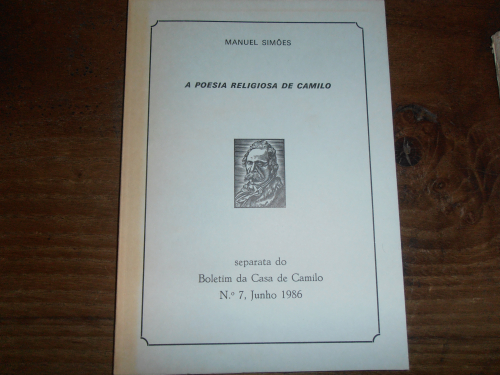 MANUEL SIMÕES
A POESIA RELIGIOSA DE CAMILO
separata do
Boletim da Casa de Camilo
N.º 7, Junho 1986